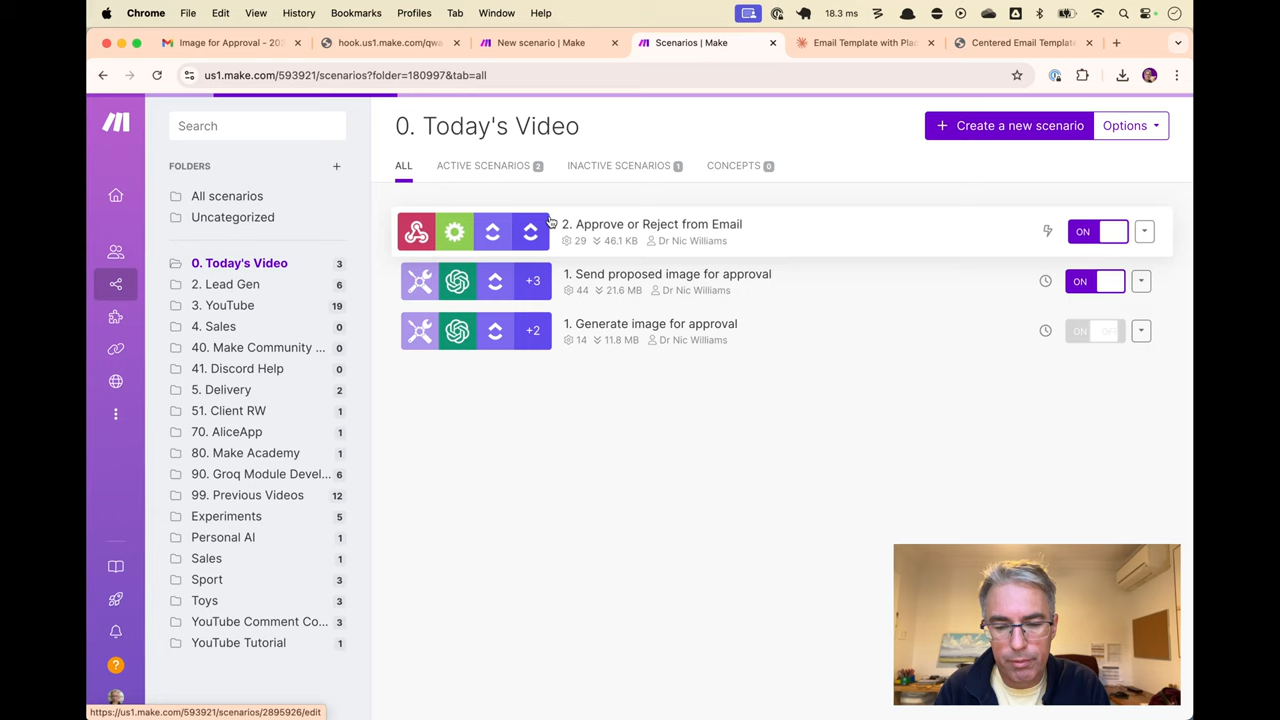 Chrome File Edit View History Bookmarks Profiles Tab Window Help 18.3 ms
Image for Approval - 202
hook.us1.make.com/qwa
New scenario | Make
Scenarios | Make
Email Template with Plac
Centered Email Template
us1.make.com/593921/scenarios?folder=180997&tab=all
Search
FOLDERS
All scenarios
Uncategorized
0. Today's Video 3
2. Lead Gen 6
3. YouTube 19
4. Sales 0
40. Make Community ... 0
41. Discord Help 0
5. Delivery 2
51. Client RW 1
70. AliceApp 1
80. Make Academy 1
90. Groq Module Devel... 6
99. Previous Videos 12
Experiments 5
Personal AI 1
Sales 1
Sport 3
Toys 3
YouTube Comment Co... 3
YouTube Tutorial 1
0. Today's Video
+ Create a new scenario Options
ALL ACTIVE SCENARIOS 2 INACTIVE SCENARIOS 1 CONCEPTS 0
2. Approve or Reject from Email
29 46.1 KB Dr Nic Williams
ON
+3
1. Send proposed image for approval
44 21.6 MB Dr Nic Williams
ON
+2
1. Generate image for approval
14 11.8 MB Dr Nic Williams
ON OFF
https://us1.make.com/593921/scenarios/2895926/edit